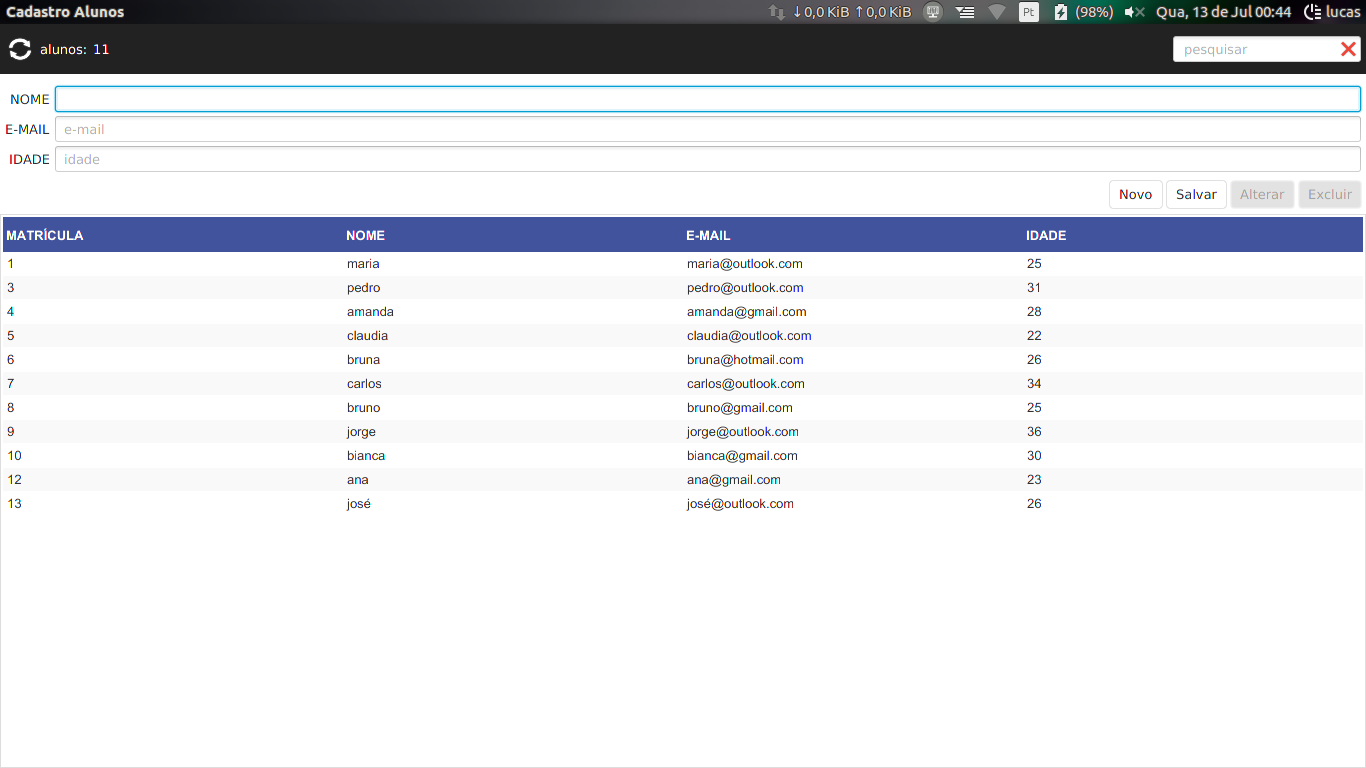 Cadastro Alunos ↓0,0 KiB ↑0,0 KiB Pt (98%) Qua, 13 de Jul 00:44 lucas
alunos: 11 pesquisar
NOME
E-MAIL e-mail
IDADE idade
Novo Salvar Alterar Excluir
MATRÍCULA NOME E-MAIL IDADE
1 maria maria@outlook.com 25
3 pedro pedro@outlook.com 31
4 amanda amanda@gmail.com 28
5 claudia claudia@outlook.com 22
6 bruna bruna@hotmail.com 26
7 carlos carlos@outlook.com 34
8 bruno bruno@gmail.com 25
9 jorge jorge@outlook.com 36
10 bianca bianca@gmail.com 30
12 ana ana@gmail.com 23
13 josé josé@outlook.com 26